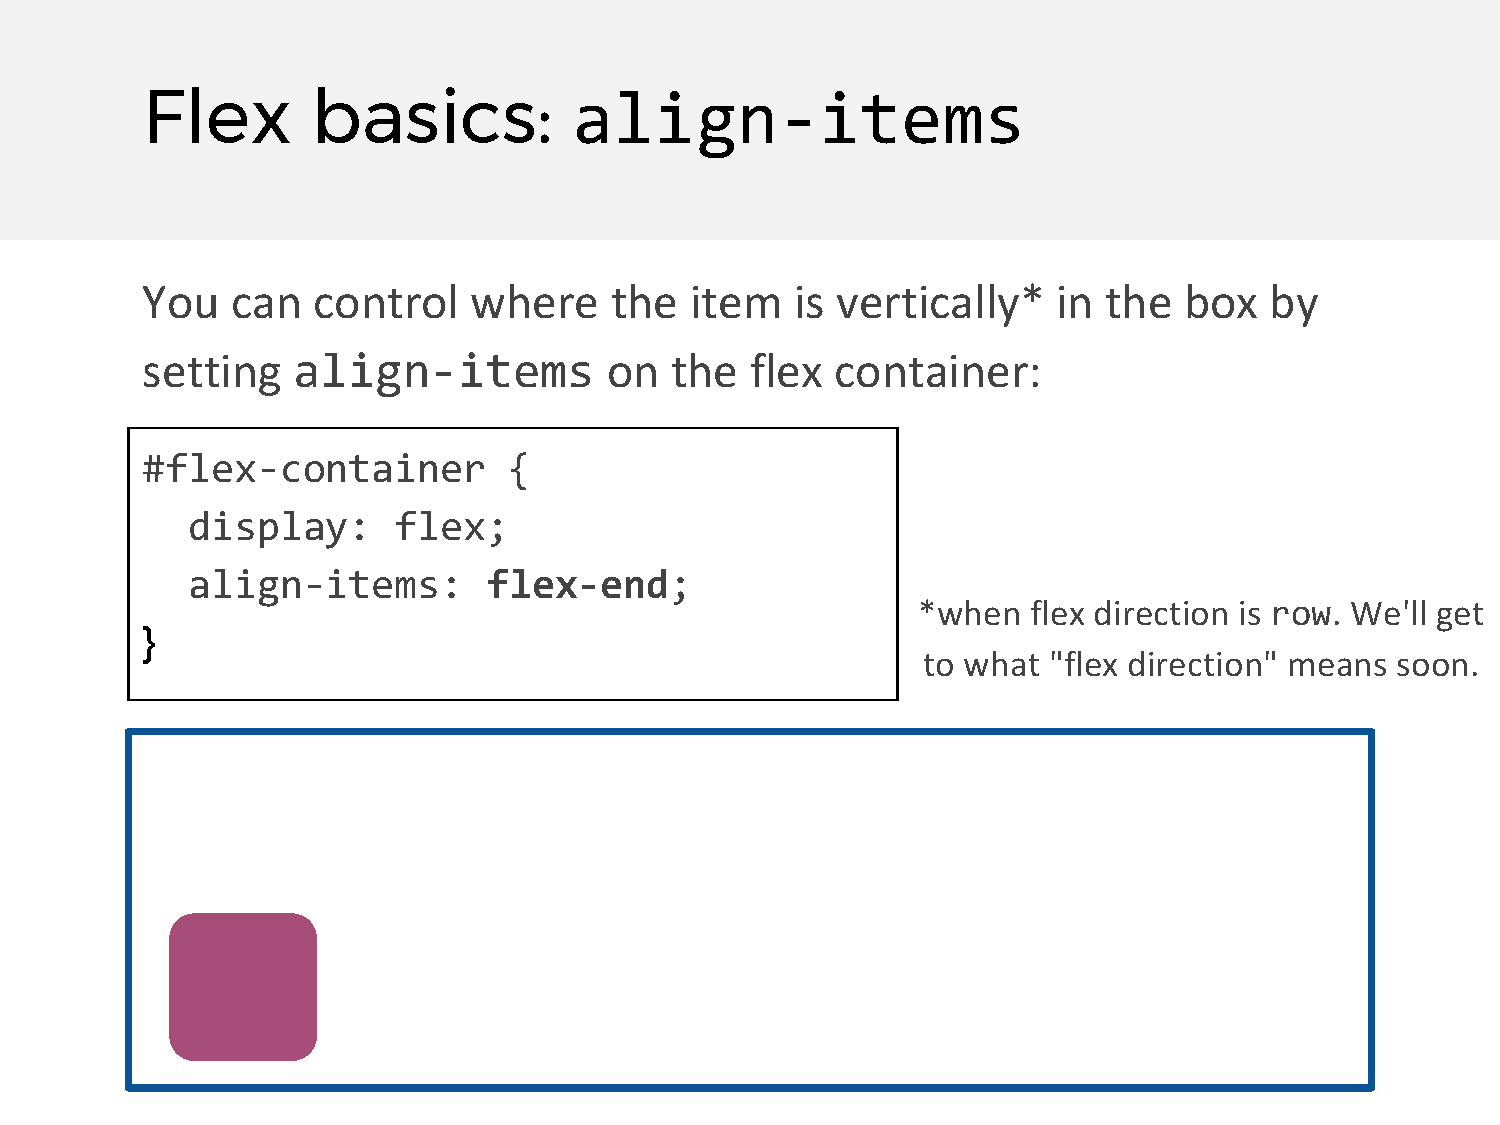 Flex basics: align-items
You can control where the item is vertically* in the box by
setting align-items on the flex container:
#flex-container {
  display: flex;
  align-items: flex-end;
}
*when flex direction is row. We'll get
to what "flex direction" means soon.